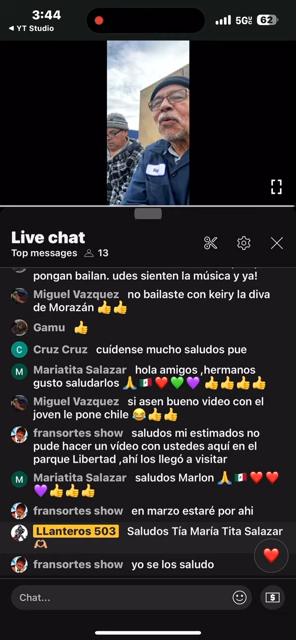 3:44
5G
62
◀ YT Studio
Live chat
Top messages 13
pongan bailan. udes sienten la música y ya!
Miguel Vazquez no bailaste con keiry la diva
de Morazán 👍👍
Gamu 👍
C Cruz Cruz cuídense mucho saludos pue
M Mariatita Salazar hola amigos ,hermanos
gusto saludarlos 🙏🇲🇽❤️💚💜👍👍👍👍
Miguel Vazquez si asen bueno video con el
joven le pone chile 😂👍👍
fransortes show saludos mi estimados no
pude hacer un vídeo con ustedes aquí en el
parque Libertad ,ahí los llegó a visitar
M Mariatita Salazar saludos Marlon 🙏🇲🇽❤️❤️
💜👍👍👍
fransortes show en marzo estaré por ahi
LLanteros 503 Saludos Tía María Tita Salazar
🫶🏽
fransortes show yo se los saludo
Chat...
$